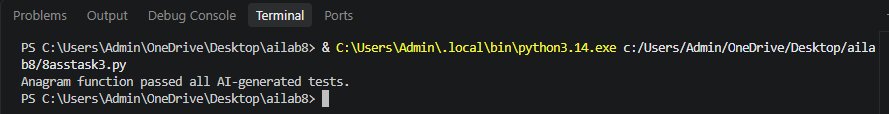 Problems Output Debug Console Terminal Ports
PS C:\Users\Admin\OneDrive\Desktop\ailab8> & C:\Users\Admin\.local\bin\python3.14.exe c:/Users/Admin/OneDrive/Desktop/aila
b8/8asstask3.py
Anagram function passed all AI-generated tests.
PS C:\Users\Admin\OneDrive\Desktop\ailab8>